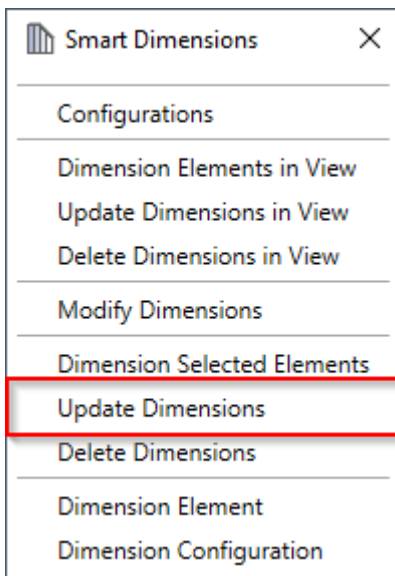 Smart Dimensions
Configurations
Dimension Elements in View
Update Dimensions in View
Delete Dimensions in View
Modify Dimensions
Dimension Selected Elements
Update Dimensions
Delete Dimensions
Dimension Element
Dimension Configuration